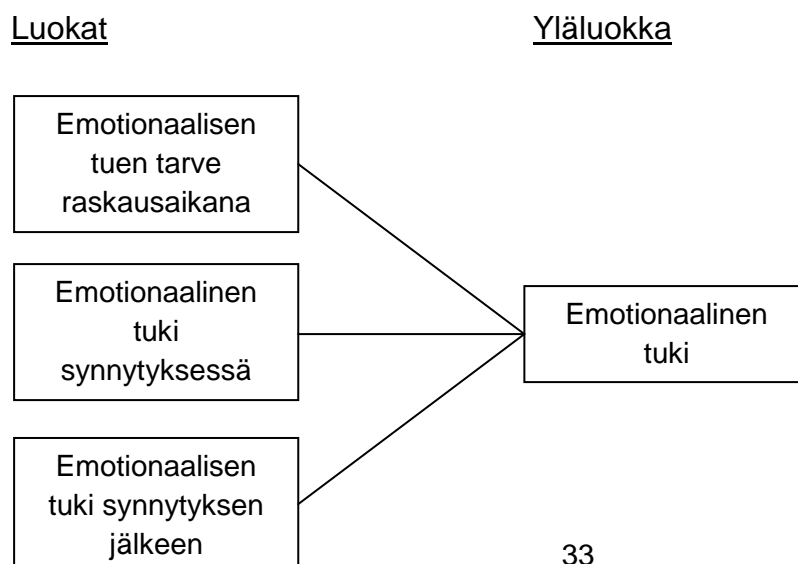 Luokat
Yläluokka
Emotionaalisen
tuen tarve
raskausaikana
Emotionaalinen
tuki
synnytyksessä
Emotionaalisen
tuki synnytyksen
jälkeen
Emotionaalinen
tuki
33